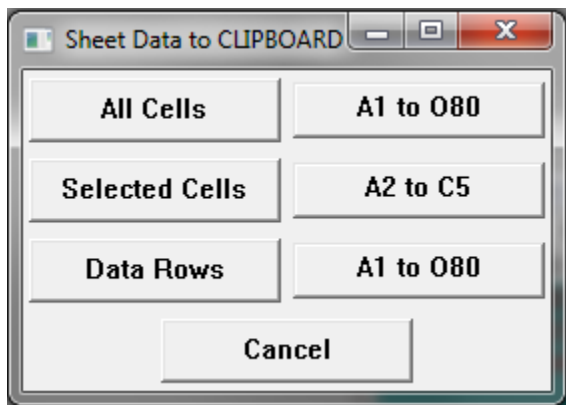 Sheet Data to CLIPBOARD
All Cells A1 to O80
Selected Cells A2 to C5
Data Rows A1 to O80
Cancel